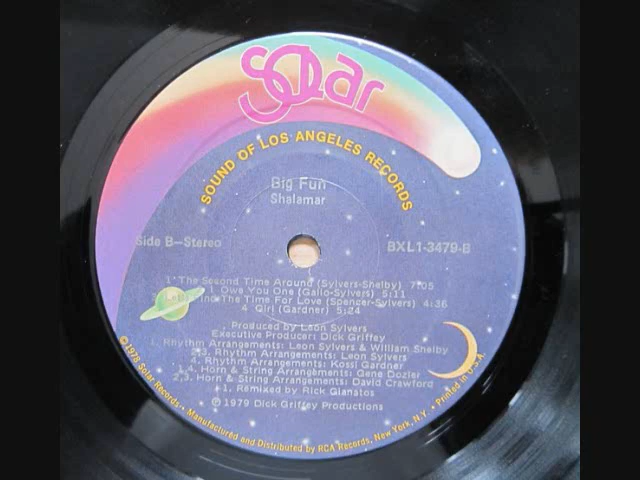 Solar
SOUND OF LOS ANGELES RECORDS
Big Fun
Shalamar
Side B—Stereo
BXL1-3479-B
1 The Second Time Around (Sylvers-Shelby) 7:05
I Owe You One (Gallo-Sylvers) 5:11
Find The Time For Love (Spencer-Sylvers) 4:36
4 Girl (Gardner) 5:24
Produced by Leon Sylvers
Executive Producer: Dick Griffey
1. Rhythm Arrangements: Leon Sylvers & William Shelby
2,3. Rhythm Arrangements: Leon Sylvers
4. Rhythm Arrangements: Kossi Gardner
1,4. Horn & String Arrangements: Gene Dozier
2,3. Horn & String Arrangements: David Crawford
1. Remixed by Rick Gianatos
℗ 1979 Dick Griffey Productions
©1978 Solar Records • Manufactured and Distributed by RCA Records, New York, N.Y. • Printed in U.S.A.